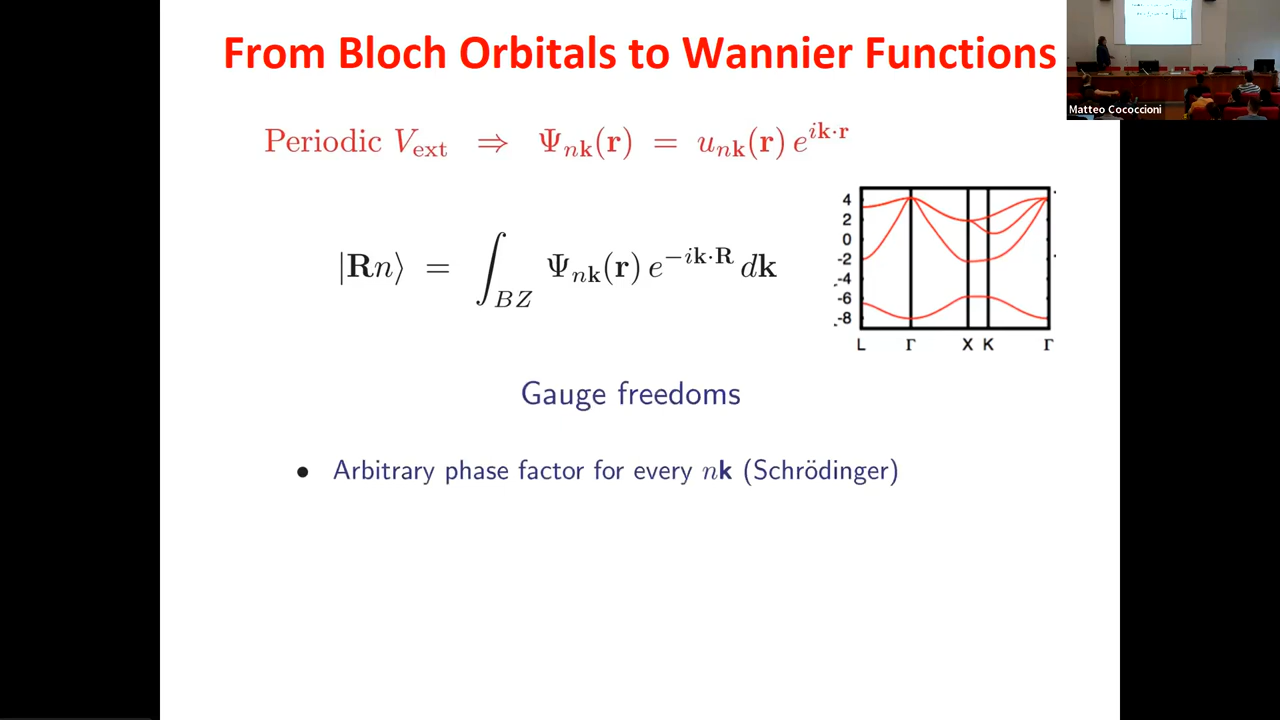 From Bloch Orbitals to Wannier Functions
Matteo Cococcioni
Periodic V_ext ⇒ Ψ_nk(r) = u_nk(r) e^{ik·r}
|Rn⟩ = ∫_BZ Ψ_nk(r) e^{−ik·R} dk
4
2
0
-2
-4
-6
-8
L Γ X K Γ
Gauge freedoms
• Arbitrary phase factor for every nk (Schrödinger)